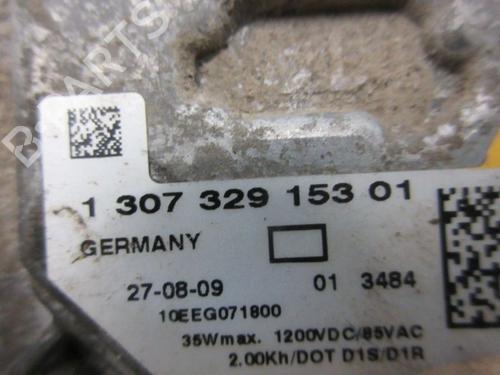 B-PARTS
1 307 329 153 01
GERMANY
27-08-09 01 3484
10EEG071800
35Wmax. 1200VDC/85VAC
2.00Kh/DOT D1S/D1R